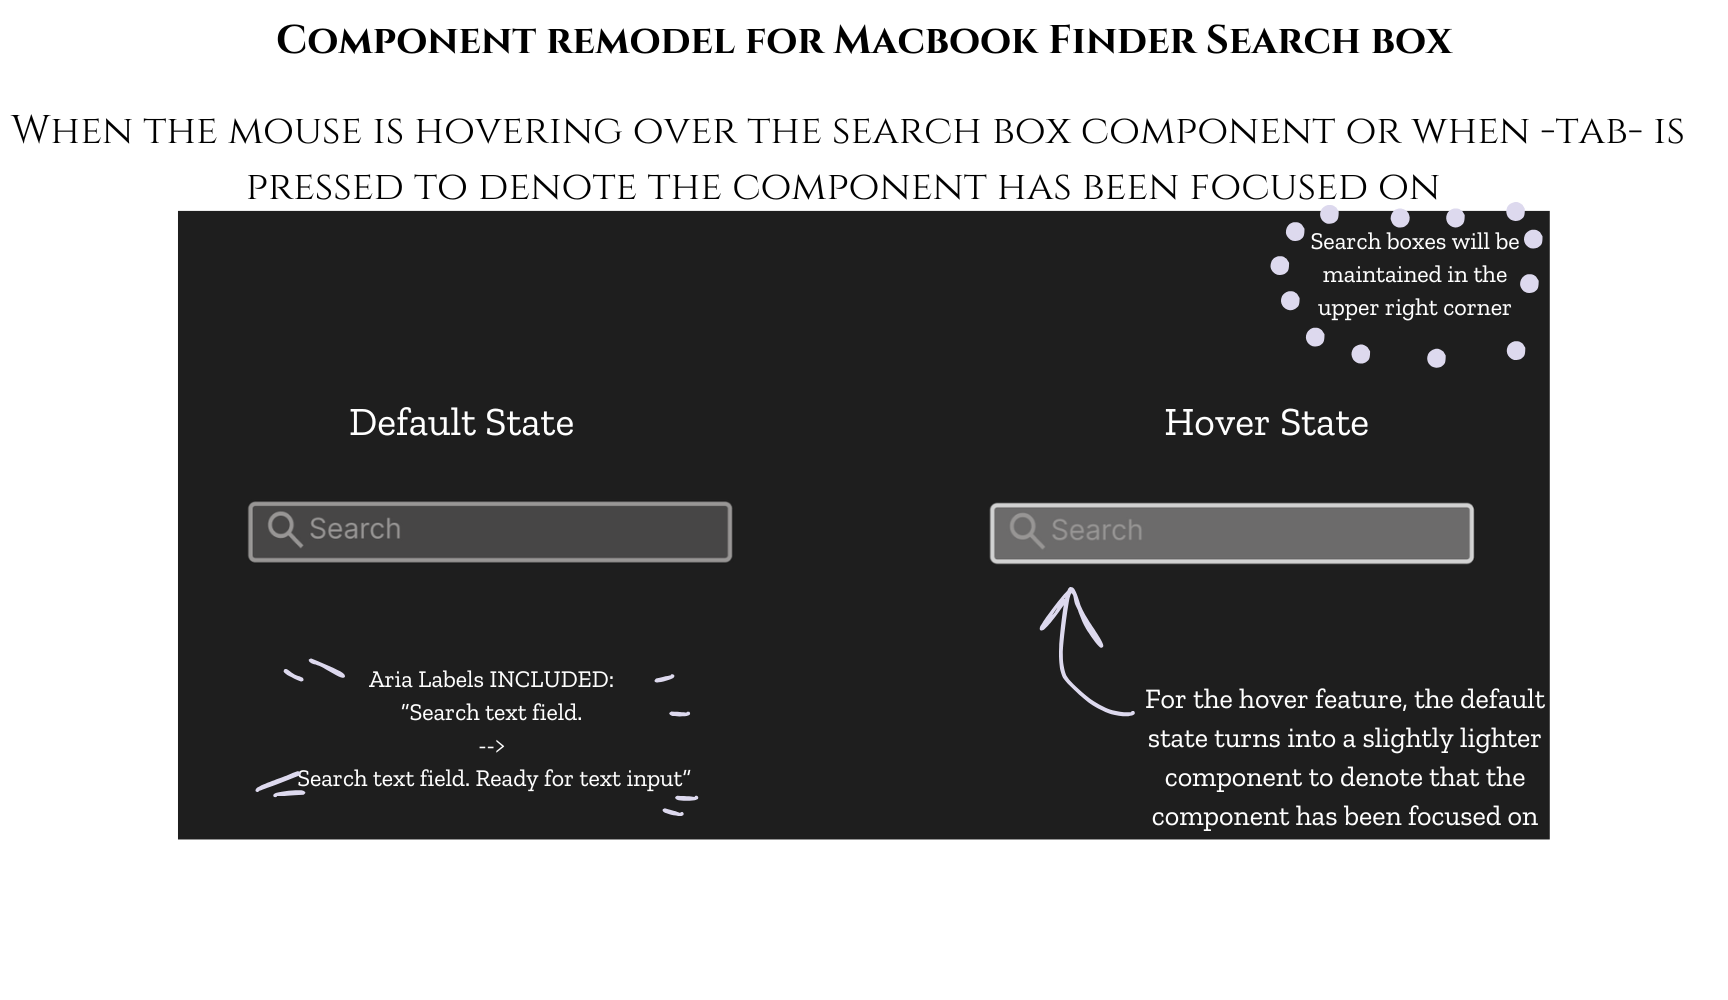 Component remodel for Macbook Finder Search box
When the mouse is hovering over the search box component or when -tab- is
pressed to denote the component has been focused on
Search boxes will be
maintained in the
upper right corner
Default State
Hover State
Search
Search
Aria Labels INCLUDED:
“Search text field.
-->
Search text field. Ready for text input”
For the hover feature, the default
state turns into a slightly lighter
component to denote that the
component has been focused on